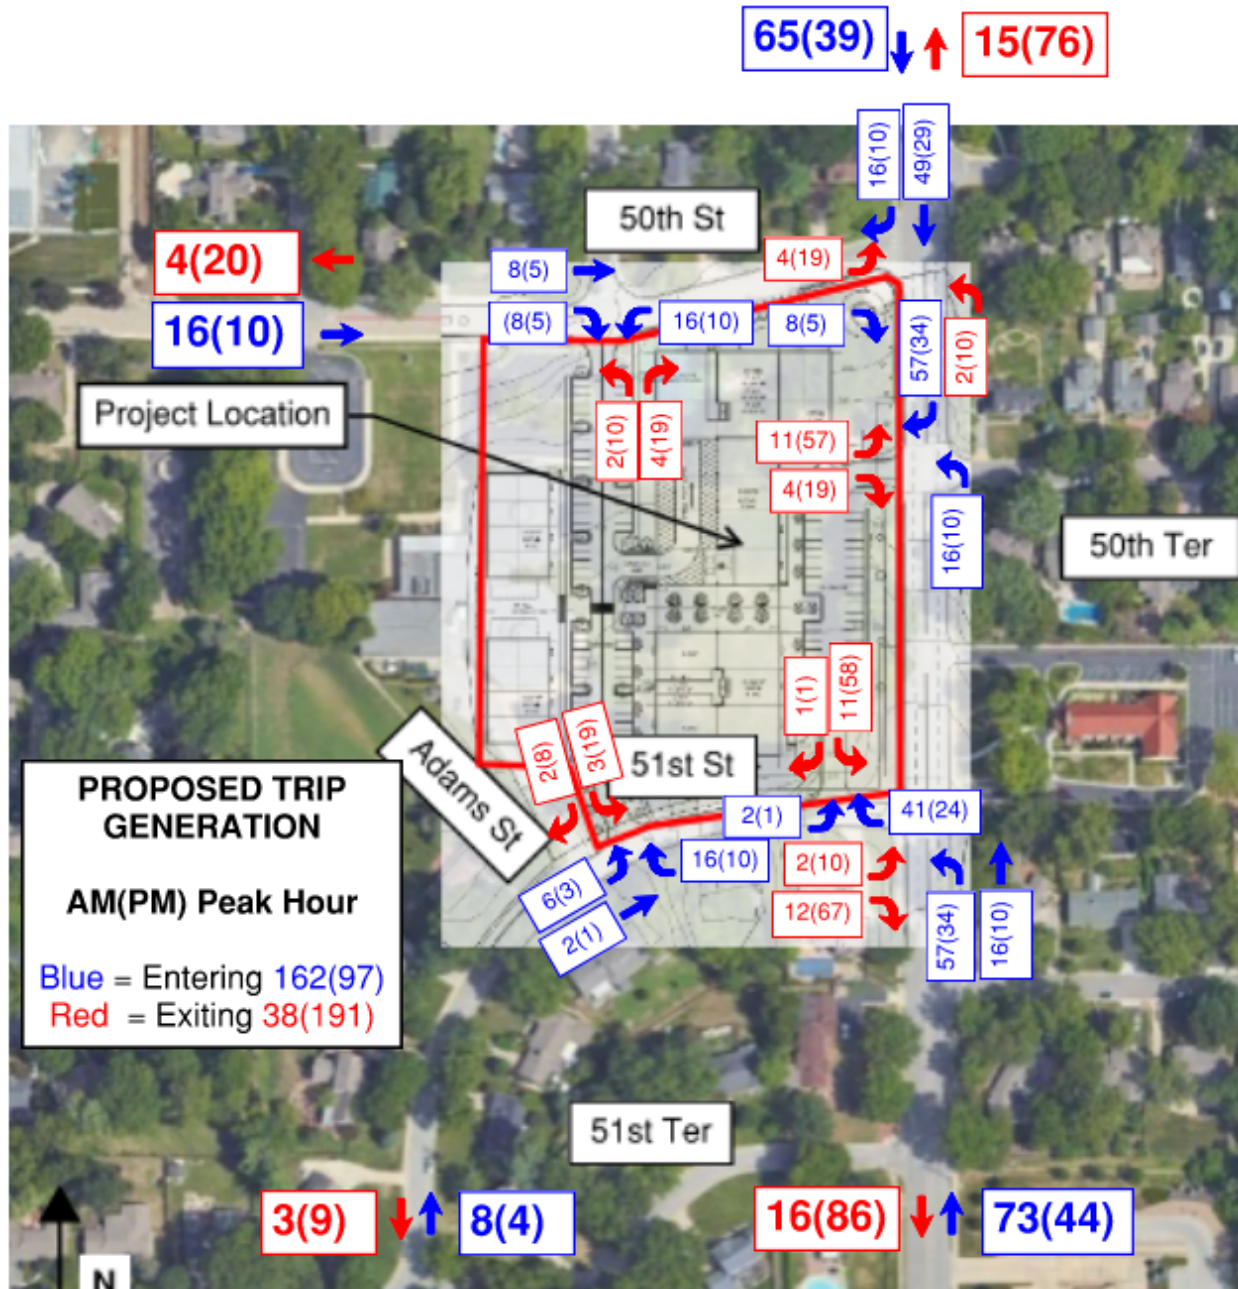 65(39)
15(76)
16(10)
49(29)
50th St
4(20)
8(5)
4(19)
16(10)
(8(5)
16(10)
8(5)
57(34)
2(10)
Project Location
2(10)
4(19)
11(57)
4(19)
16(10)
50th Ter
1(1)
11(58)
Adams St
2(8)
3(19)
51st St
PROPOSED TRIP
GENERATION
AM(PM) Peak Hour
Blue = Entering 162(97)
Red = Exiting 38(191)
2(1)
41(24)
6(3)
16(10)
2(10)
2(1)
12(67)
57(34)
16(10)
51st Ter
3(9)
8(4)
16(86)
73(44)
N